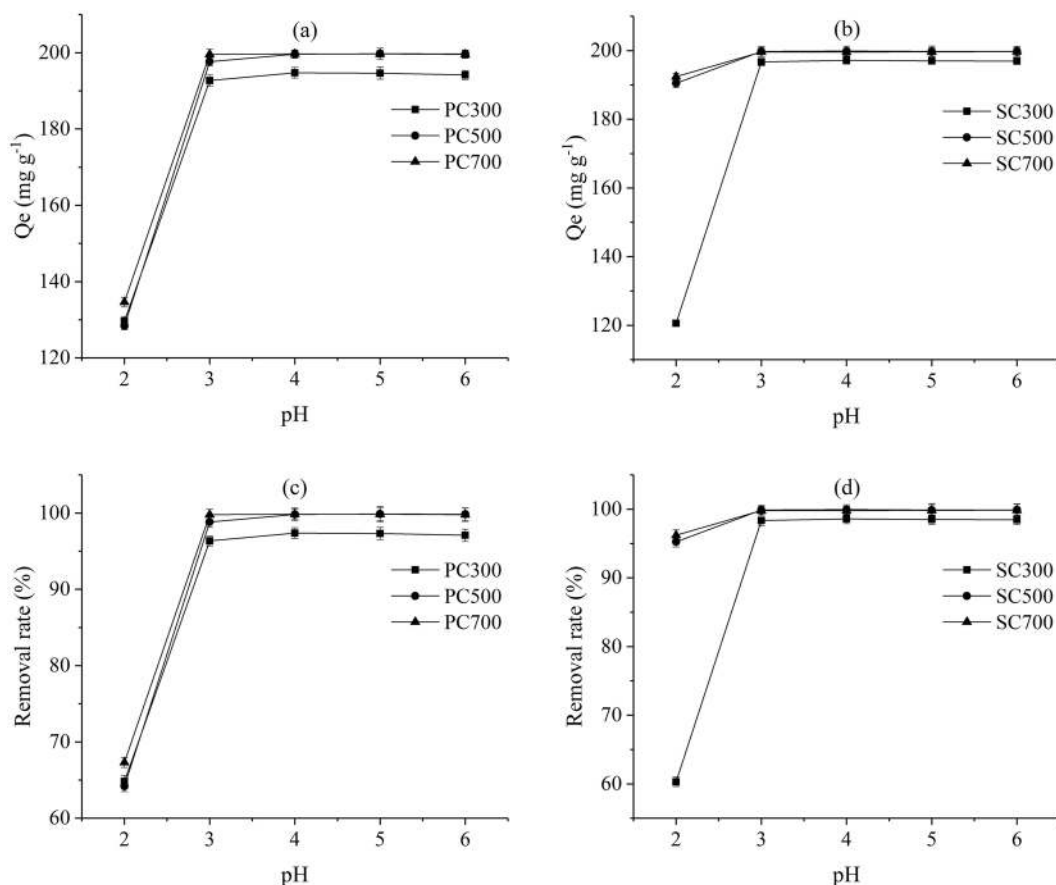 (a)
200
180
160
140
120
Qe (mg g⁻¹)
PC300
PC500
PC700
2 3 4 5 6
pH
(b)
200
180
160
140
120
Qe (mg g⁻¹)
SC300
SC500
SC700
2 3 4 5 6
pH
(c)
100
90
80
70
60
Removal rate (%)
PC300
PC500
PC700
2 3 4 5 6
pH
(d)
100
90
80
70
60
Removal rate (%)
SC300
SC500
SC700
2 3 4 5 6
pH